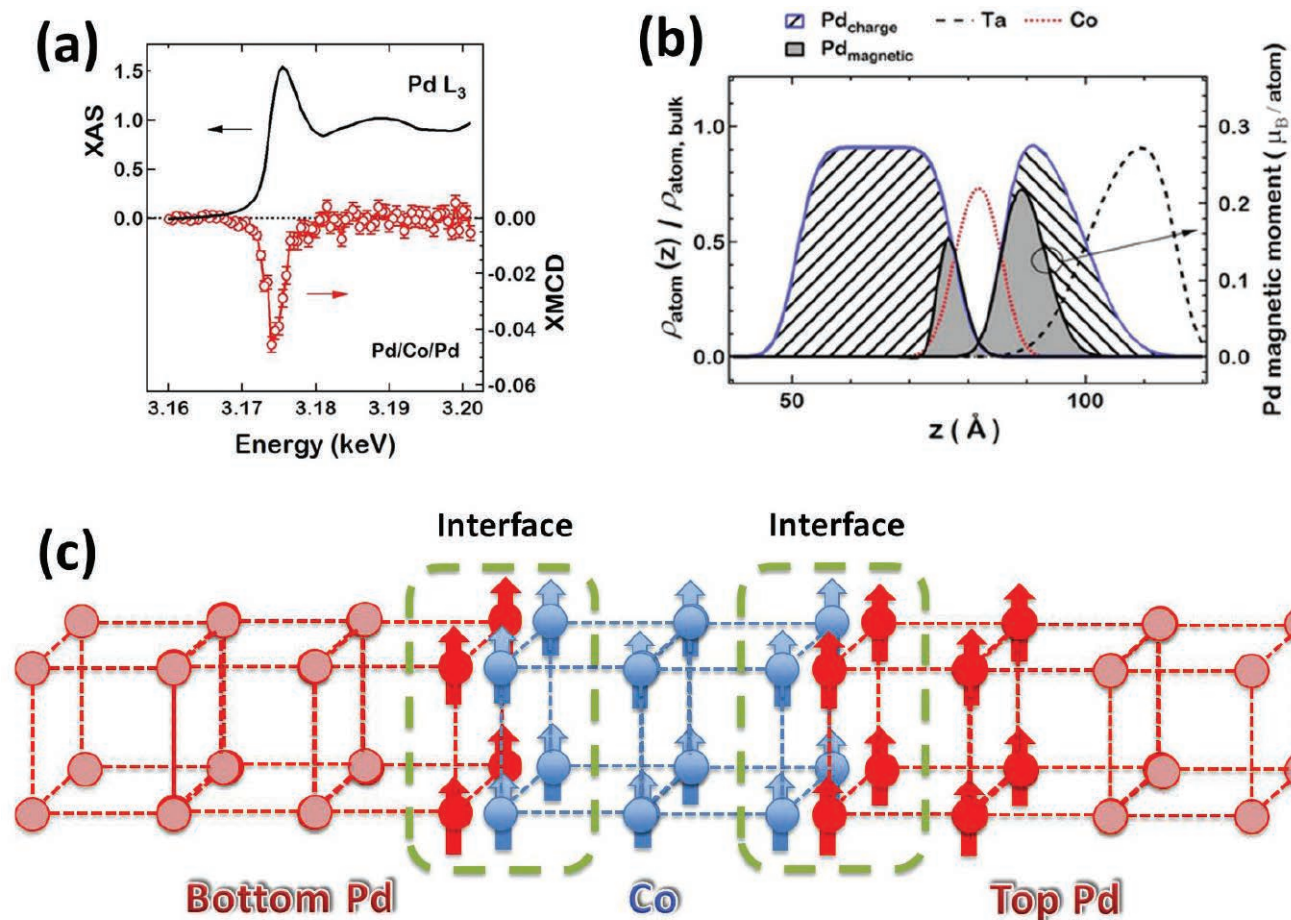 (a)
XAS
1.5
1.0
0.5
0.0
Pd L3
Pd/Co/Pd
0.00
-0.02
-0.04
-0.06
XMCD
3.16 3.17 3.18 3.19 3.20
Energy (keV)
(b)
Pdcharge Ta Co
Pdmagnetic
ρatom (z) / ρatom, bulk
1.0
0.5
0.0
0.3
0.2
0.1
0.0
Pd magnetic moment ( μB / atom)
50 100
z ( Å)
(c)
Interface Interface
Bottom Pd Co Top Pd